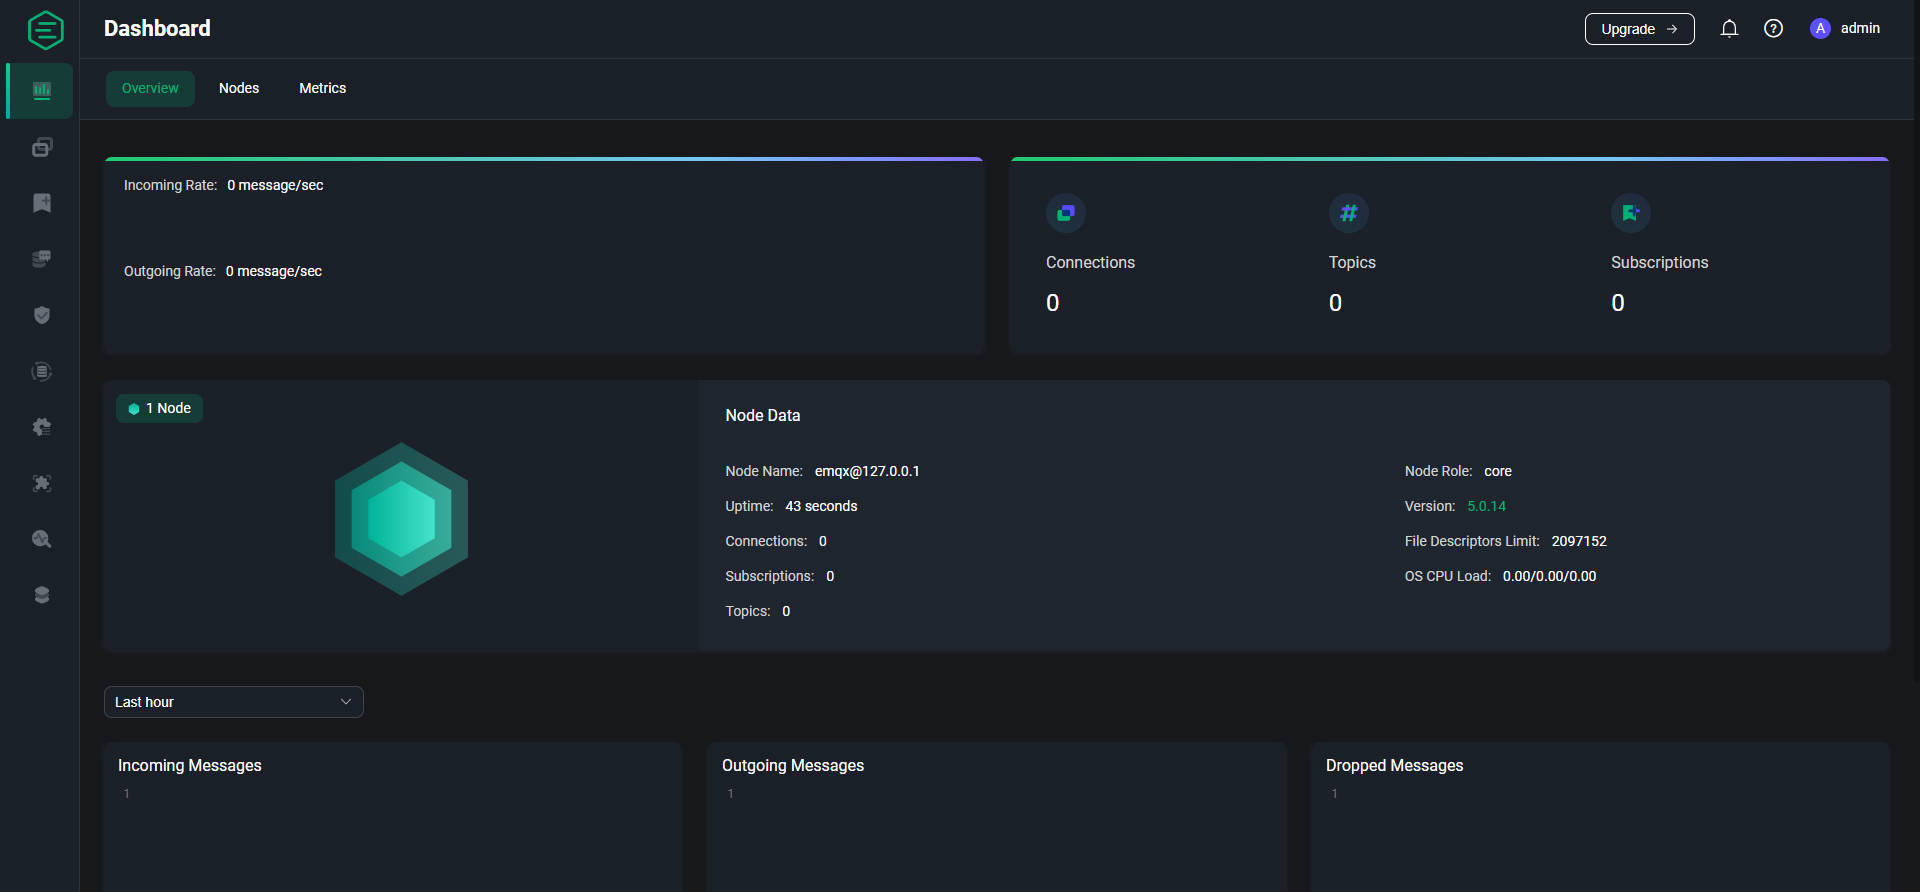 Dashboard
Upgrade →
A admin
Overview Nodes Metrics
Incoming Rate: 0 message/sec
Outgoing Rate: 0 message/sec
Connections Topics Subscriptions
0 0 0
1 Node
Node Data
Node Name: emqx@127.0.0.1 Node Role: core
Uptime: 43 seconds Version: 5.0.14
Connections: 0 File Descriptors Limit: 2097152
Subscriptions: 0 OS CPU Load: 0.00/0.00/0.00
Topics: 0
Last hour
Incoming Messages Outgoing Messages Dropped Messages
1 1 1